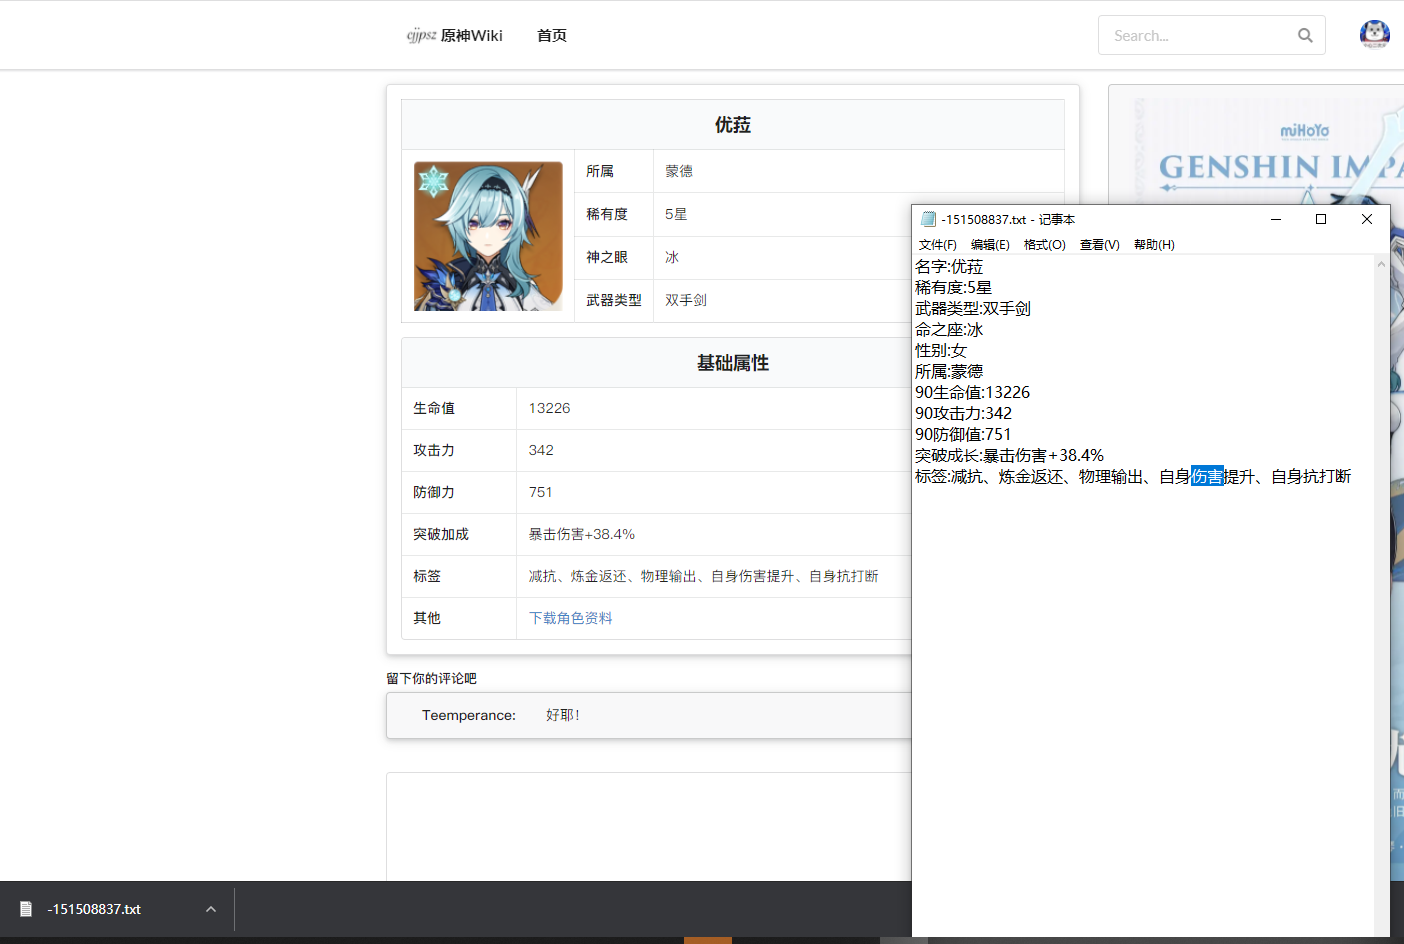 cjjpsz 原神Wiki 首页 Search...
优菈
所属 蒙德
稀有度 5星
神之眼 冰
武器类型 双手剑
基础属性
生命值 13226
攻击力 342
防御力 751
突破加成 暴击伤害+38.4%
标签 减抗、炼金返还、物理输出、自身伤害提升、自身抗打断
其他 下载角色资料
留下你的评论吧
Teemperance: 好耶！
miHoYo
GENSHIN IMPA
-151508837.txt - 记事本
文件(F) 编辑(E) 格式(O) 查看(V) 帮助(H)
名字:优菈
稀有度:5星
武器类型:双手剑
命之座:冰
性别:女
所属:蒙德
90生命值:13226
90攻击力:342
90防御值:751
突破成长:暴击伤害+38.4%
标签:减抗、炼金返还、物理输出、自身伤害提升、自身抗打断
而
旧
-151508837.txt